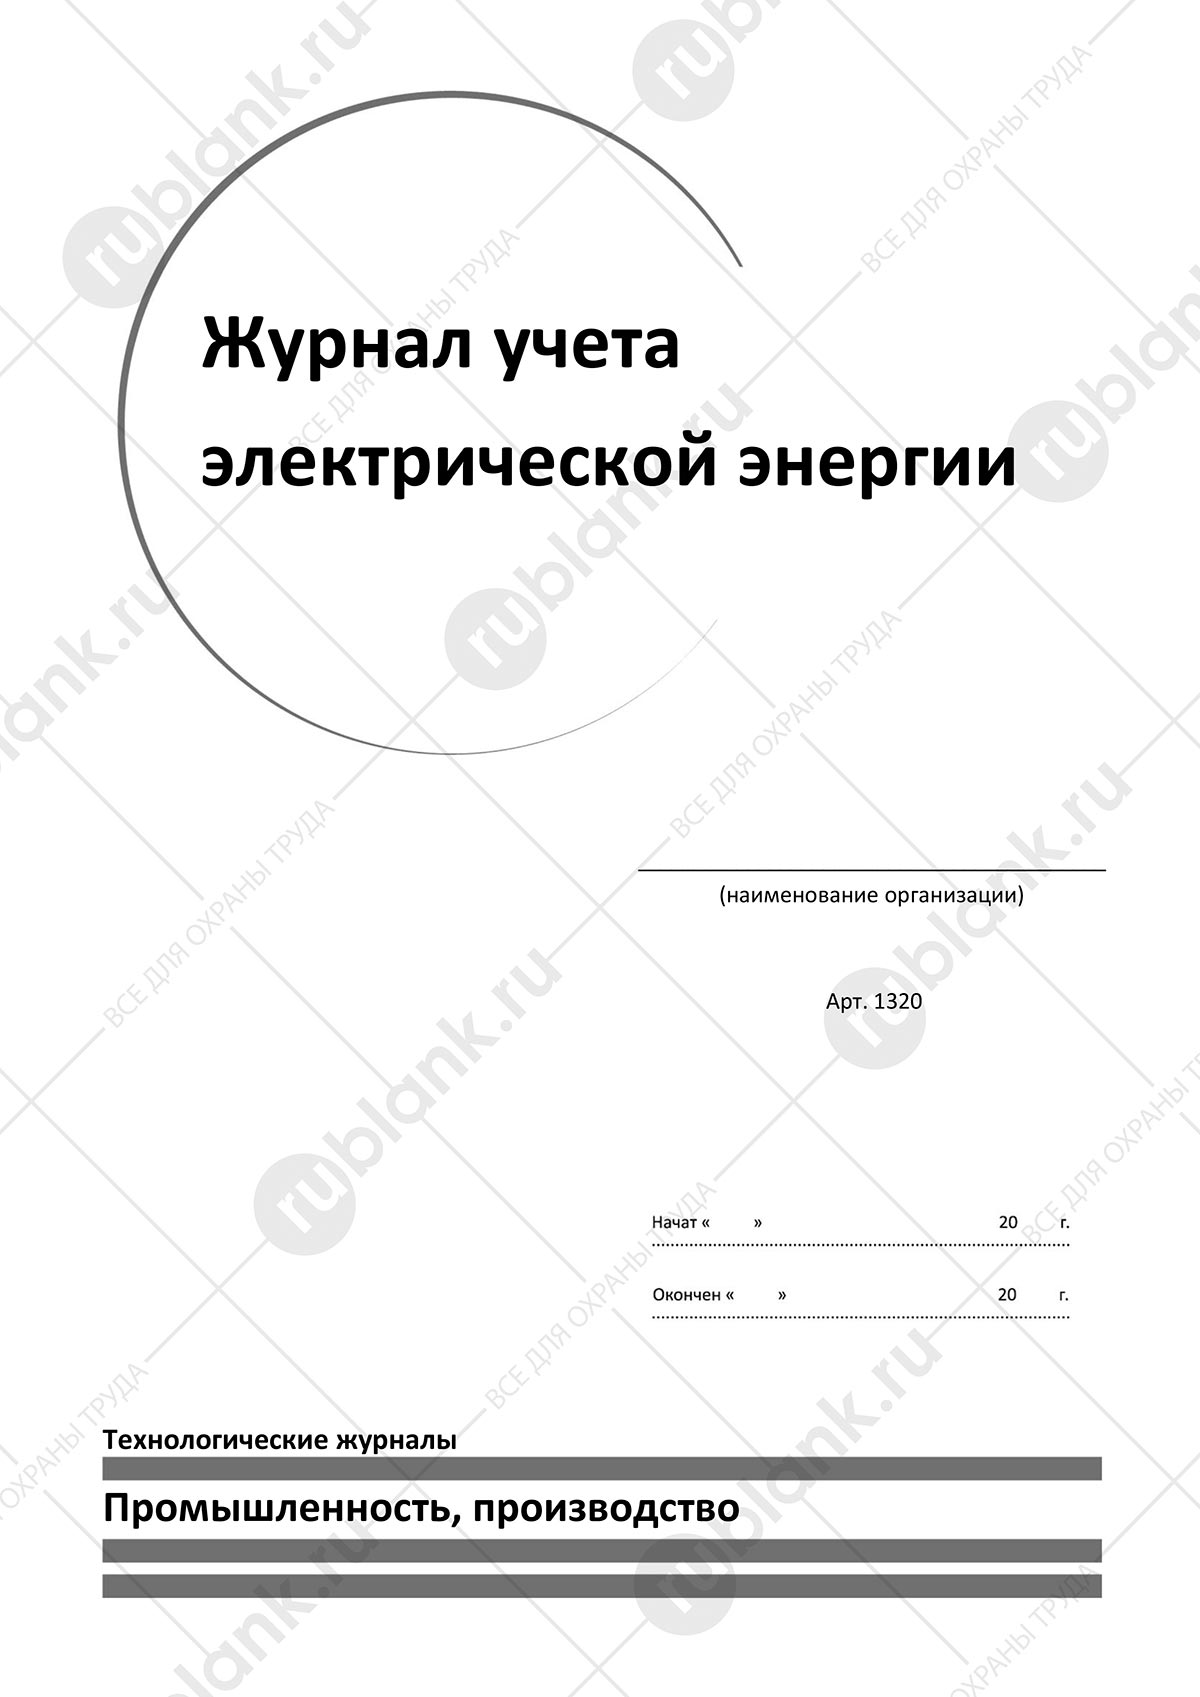 Журнал учета
электрической энергии
(наименование организации)
Арт. 1320
Начат « » 20 г.
Окончен « » 20 г.
Технологические журналы
Промышленность, производство
rublank.ru
ВСЕ ДЛЯ ОХРАНЫ ТРУДА